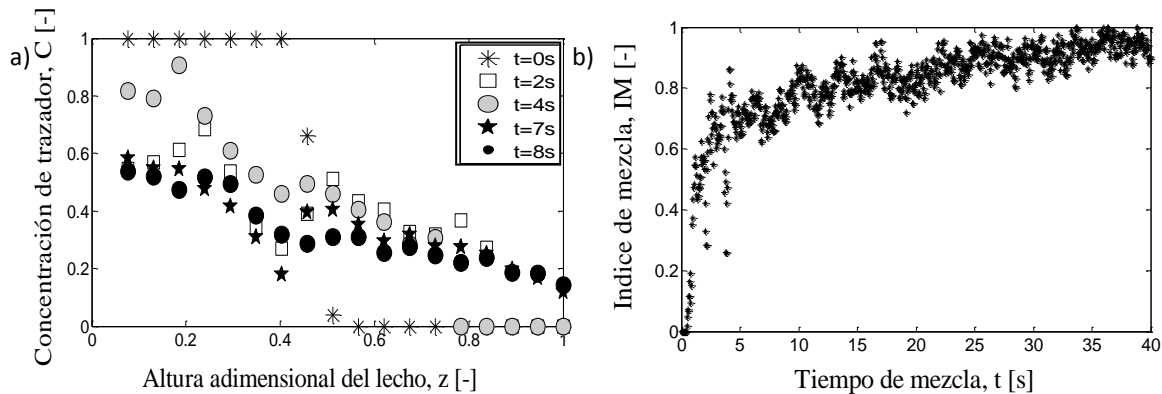 a)
Concentración de trazador, C [-]
1
0.8
0.6
0.4
0.2
0
0 0.2 0.4 0.6 0.8 1
Altura adimensional del lecho, z [-]
t=0s
t=2s
t=4s
t=7s
t=8s
b)
Indice de mezcla, IM [-]
1
0.8
0.6
0.4
0.2
0
0 5 10 15 20 25 30 35 40
Tiempo de mezcla, t [s]